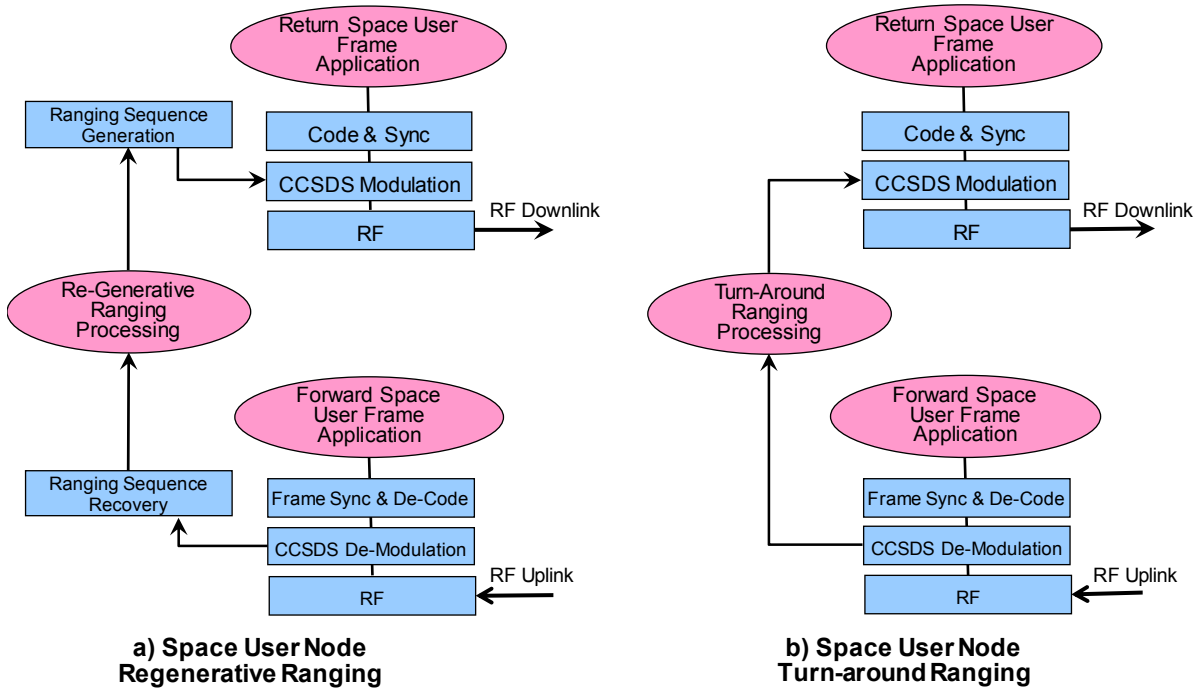 Return Space User
Frame
Application
Ranging Sequence
Generation
Code & Sync
CCSDS Modulation
RF Downlink
RF
Re-Generative
Ranging
Processing
Forward Space
User Frame
Application
Ranging Sequence
Recovery
Frame Sync & De-Code
CCSDS De-Modulation
RF Uplink
RF
a) Space User Node
Regenerative Ranging
Return Space User
Frame
Application
Code & Sync
CCSDS Modulation
RF Downlink
RF
Turn-Around
Ranging
Processing
Forward Space
User Frame
Application
Frame Sync & De-Code
CCSDS De-Modulation
RF Uplink
RF
b) Space User Node
Turn-around Ranging